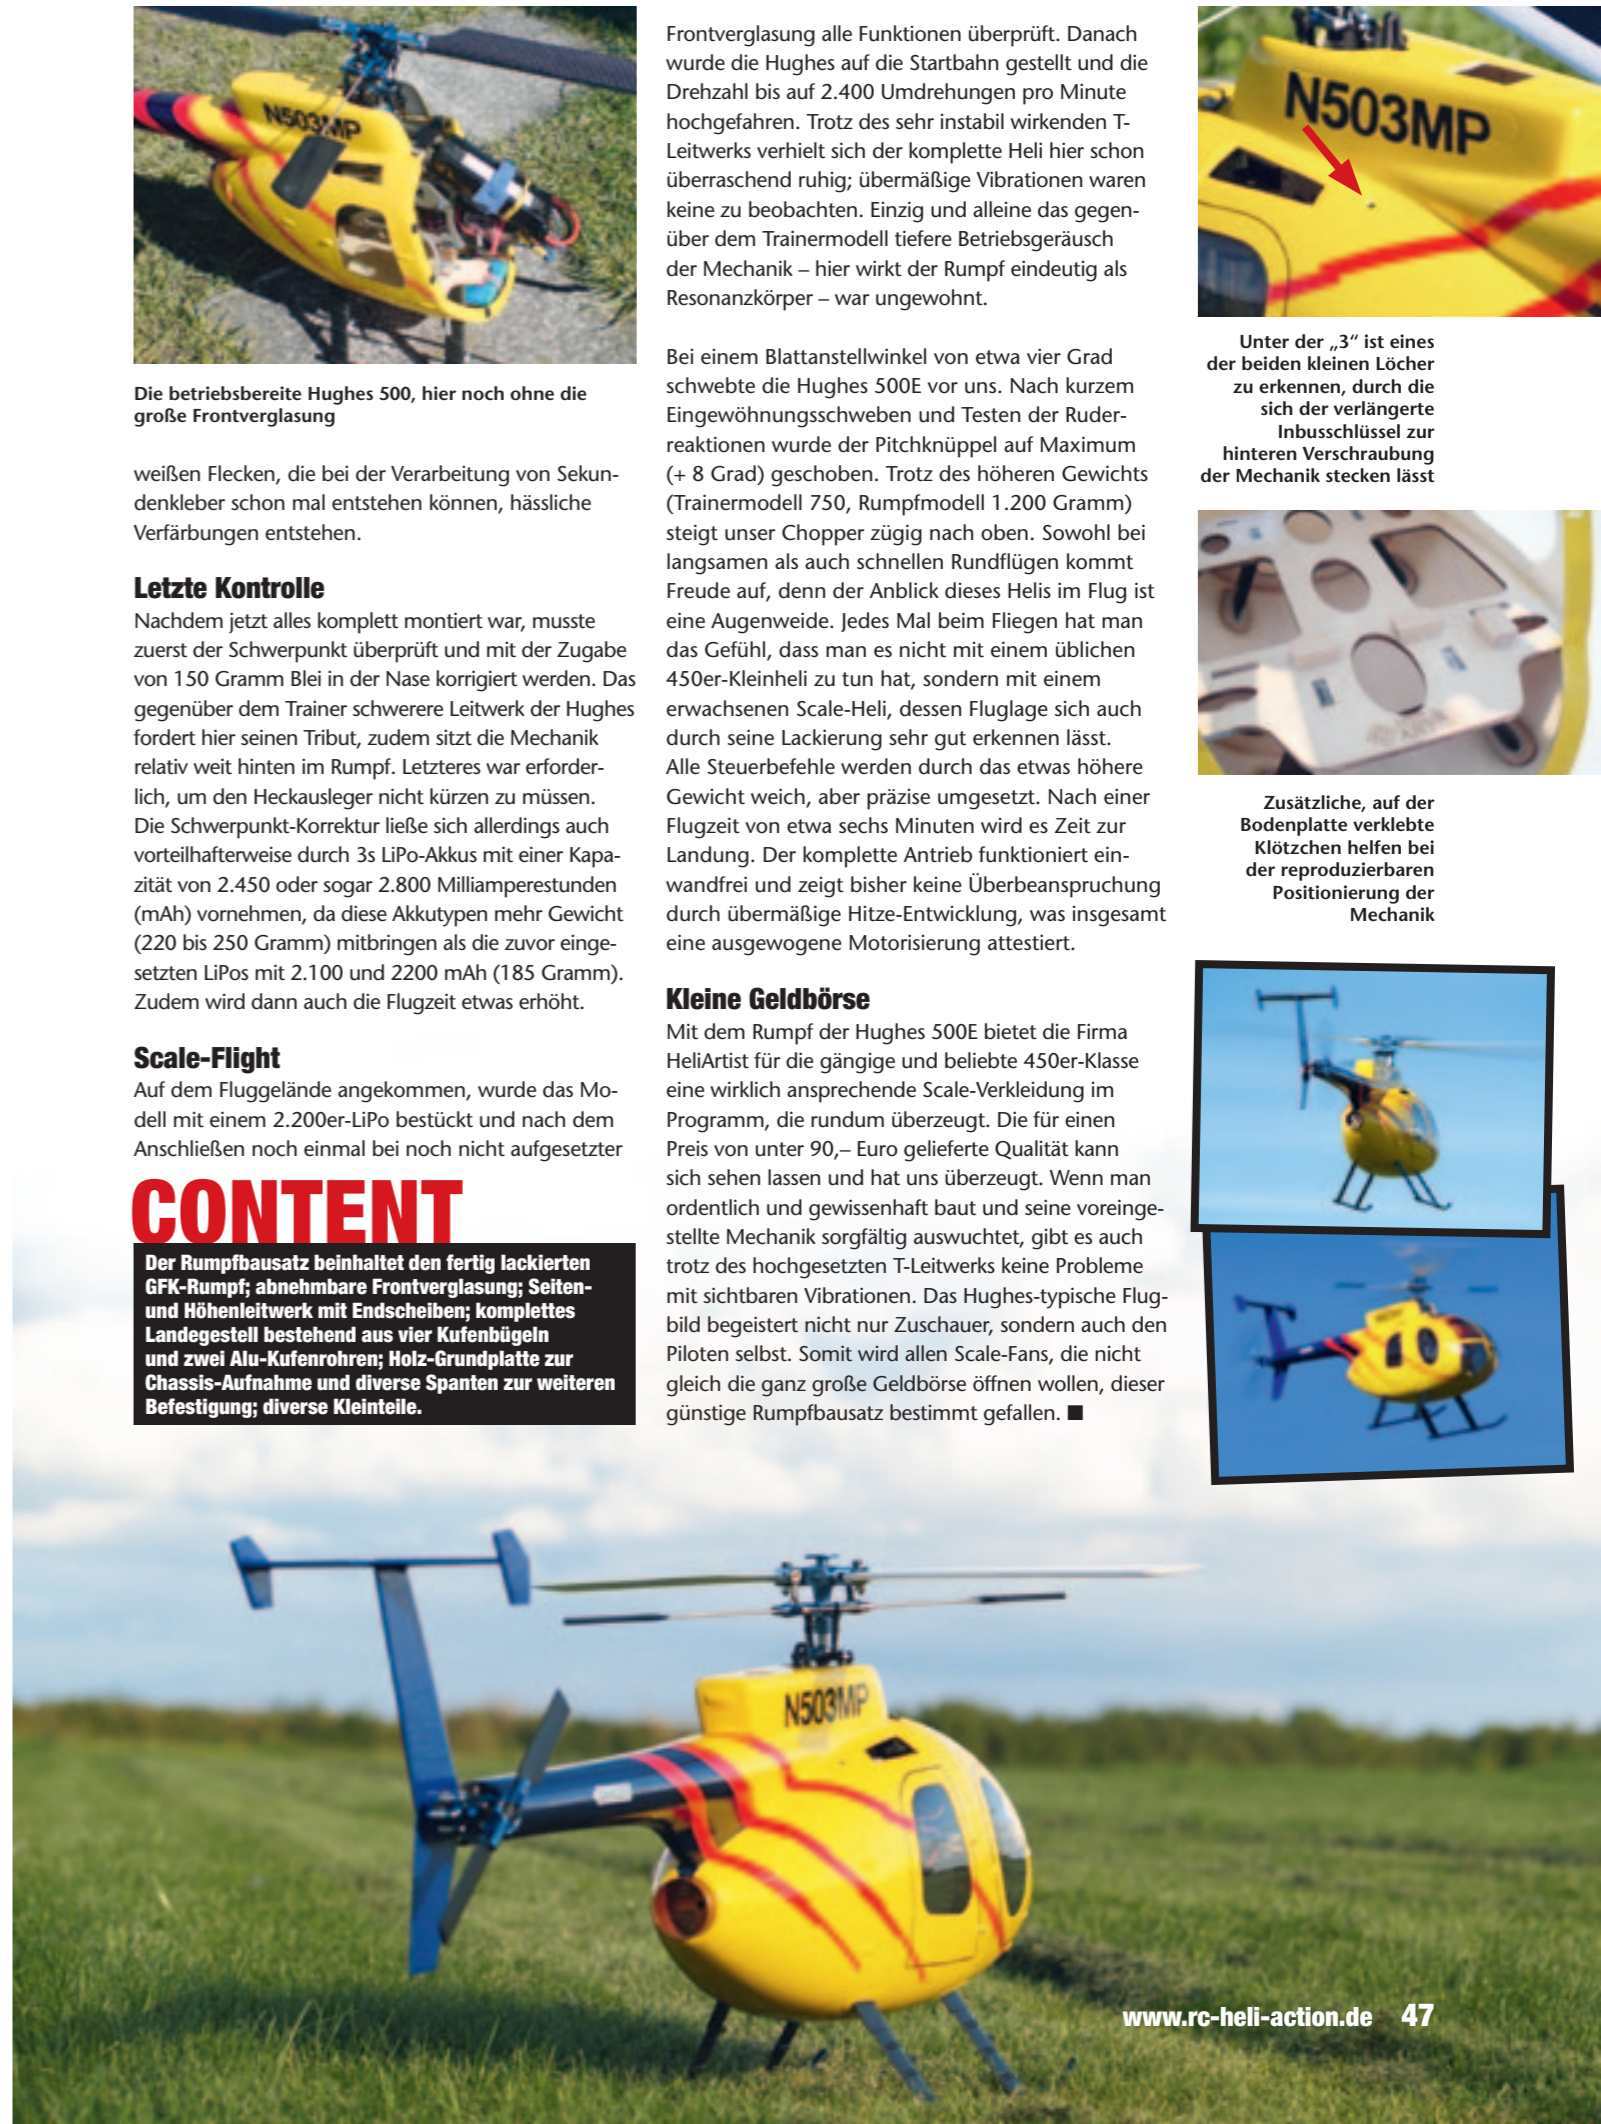 N503MP
Die betriebsbereite Hughes 500, hier noch ohne die
große Frontverglasung
weißen Flecken, die bei der Verarbeitung von Sekun-
denkleber schon mal entstehen können, hässliche
Verfärbungen entstehen.
Letzte Kontrolle
Nachdem jetzt alles komplett montiert war, musste
zuerst der Schwerpunkt überprüft und mit der Zugabe
von 150 Gramm Blei in der Nase korrigiert werden. Das
gegenüber dem Trainer schwerere Leitwerk der Hughes
fordert hier seinen Tribut, zudem sitzt die Mechanik
relativ weit hinten im Rumpf. Letzteres war erforder-
lich, um den Heckausleger nicht kürzen zu müssen.
Die Schwerpunkt-Korrektur ließe sich allerdings auch
vorteilhafterweise durch 3s LiPo-Akkus mit einer Kapa-
zität von 2.450 oder sogar 2.800 Milliamperestunden
(mAh) vornehmen, da diese Akkutypen mehr Gewicht
(220 bis 250 Gramm) mitbringen als die zuvor einge-
setzten LiPos mit 2.100 und 2200 mAh (185 Gramm).
Zudem wird dann auch die Flugzeit etwas erhöht.
Scale-Flight
Auf dem Fluggelände angekommen, wurde das Mo-
dell mit einem 2.200er-LiPo bestückt und nach dem
Anschließen noch einmal bei noch nicht aufgesetzter
CONTENT
Der Rumpfbausatz beinhaltet den fertig lackierten
GFK-Rumpf; abnehmbare Frontverglasung; Seiten-
und Höhenleitwerk mit Endscheiben; komplettes
Landegestell bestehend aus vier Kufenbügeln
und zwei Alu-Kufenrohren; Holz-Grundplatte zur
Chassis-Aufnahme und diverse Spanten zur weiteren
Befestigung; diverse Kleinteile.
Frontverglasung alle Funktionen überprüft. Danach
wurde die Hughes auf die Startbahn gestellt und die
Drehzahl bis auf 2.400 Umdrehungen pro Minute
hochgefahren. Trotz des sehr instabil wirkenden T-
Leitwerks verhielt sich der komplette Heli hier schon
überraschend ruhig; übermäßige Vibrationen waren
keine zu beobachten. Einzig und alleine das gegen-
über dem Trainermodell tiefere Betriebsgeräusch
der Mechanik – hier wirkt der Rumpf eindeutig als
Resonanzkörper – war ungewohnt.
Bei einem Blattanstellwinkel von etwa vier Grad
schwebte die Hughes 500E vor uns. Nach kurzem
Eingewöhnungsschweben und Testen der Ruder-
reaktionen wurde der Pitchknüppel auf Maximum
(+ 8 Grad) geschoben. Trotz des höheren Gewichts
(Trainermodell 750, Rumpfmodell 1.200 Gramm)
steigt unser Chopper zügig nach oben. Sowohl bei
langsamen als auch schnellen Rundflügen kommt
Freude auf, denn der Anblick dieses Helis im Flug ist
eine Augenweide. Jedes Mal beim Fliegen hat man
das Gefühl, dass man es nicht mit einem üblichen
450er-Kleinheli zu tun hat, sondern mit einem
erwachsenen Scale-Heli, dessen Fluglage sich auch
durch seine Lackierung sehr gut erkennen lässt.
Alle Steuerbefehle werden durch das etwas höhere
Gewicht weich, aber präzise umgesetzt. Nach einer
Flugzeit von etwa sechs Minuten wird es Zeit zur
Landung. Der komplette Antrieb funktioniert ein-
wandfrei und zeigt bisher keine Überbeanspruchung
durch übermäßige Hitze-Entwicklung, was insgesamt
eine ausgewogene Motorisierung attestiert.
Kleine Geldbörse
Mit dem Rumpf der Hughes 500E bietet die Firma
HeliArtist für die gängige und beliebte 450er-Klasse
eine wirklich ansprechende Scale-Verkleidung im
Programm, die rundum überzeugt. Die für einen
Preis von unter 90,– Euro gelieferte Qualität kann
sich sehen lassen und hat uns überzeugt. Wenn man
ordentlich und gewissenhaft baut und seine voreinge-
stellte Mechanik sorgfältig auswuchtet, gibt es auch
trotz des hochgesetzten T-Leitwerks keine Probleme
mit sichtbaren Vibrationen. Das Hughes-typische Flug-
bild begeistert nicht nur Zuschauer, sondern auch den
Piloten selbst. Somit wird allen Scale-Fans, die nicht
gleich die ganz große Geldbörse öffnen wollen, dieser
günstige Rumpfbausatz bestimmt gefallen. ■
N503MP
Unter der „3“ ist eines
der beiden kleinen Löcher
zu erkennen, durch die
sich der verlängerte
Inbusschlüssel zur
hinteren Verschraubung
der Mechanik stecken lässt
Zusätzliche, auf der
Bodenplatte verklebte
Klötzchen helfen bei
der reproduzierbaren
Positionierung der
Mechanik
N503MP
www.rc-heli-action.de 47